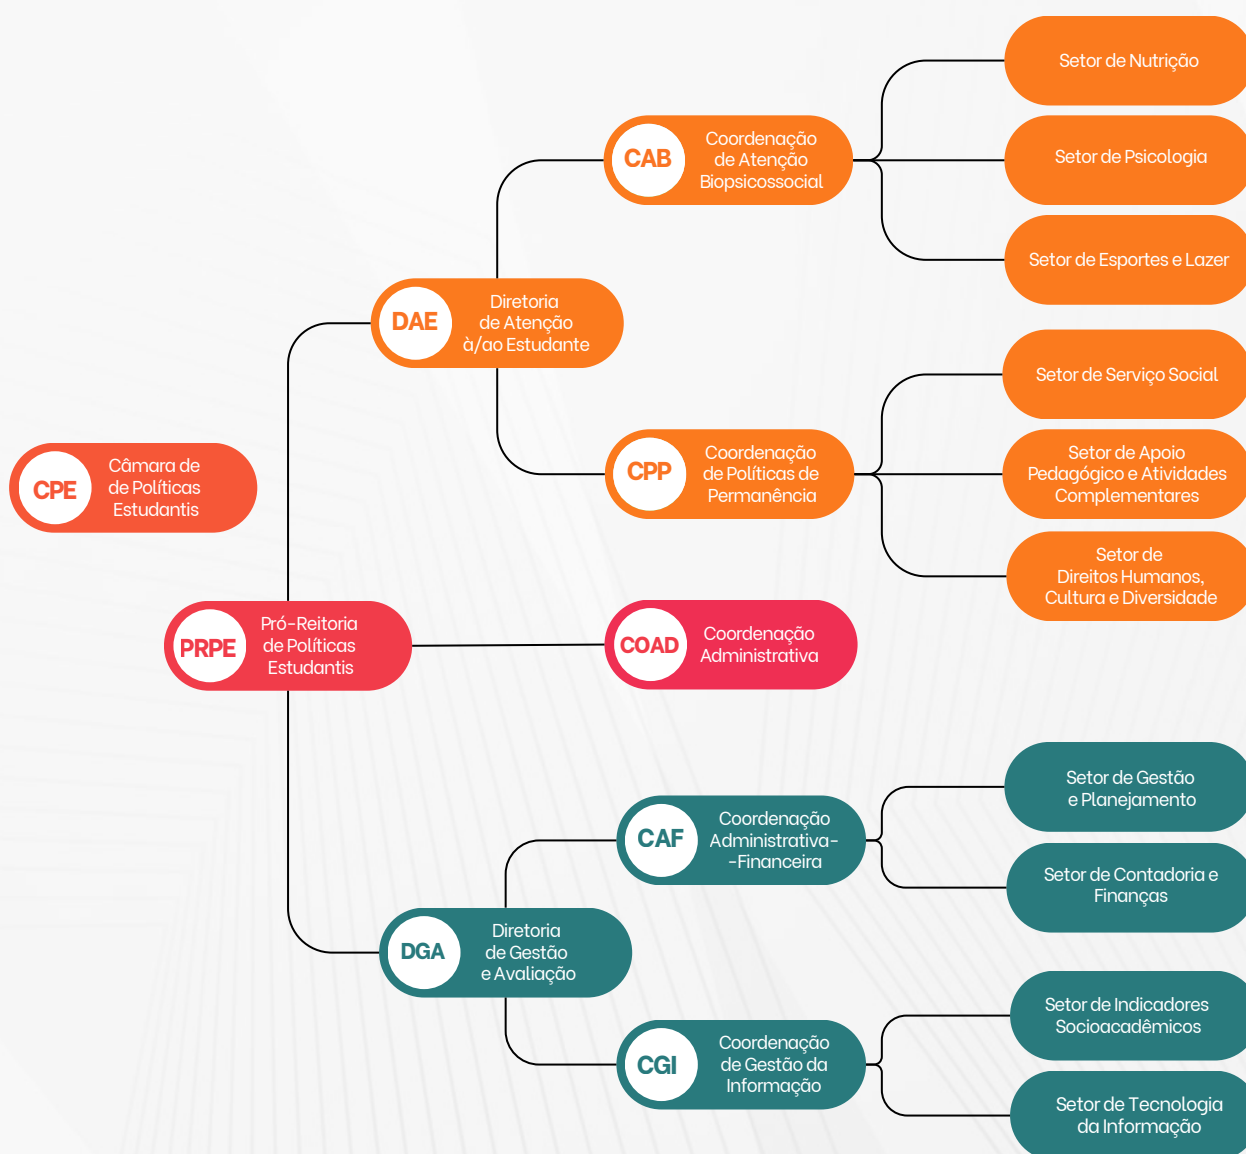 Setor de Nutrição
CAB
Coordenação
de Atenção
Biopsicossocial
Setor de Psicologia
Setor de Esportes e Lazer
DAE
Diretoria
de Atenção
à/ao Estudante
Setor de Serviço Social
CPP
Coordenação
de Políticas de
Permanência
Setor de Apoio
Pedagógico e Atividades
Complementares
Setor de
Direitos Humanos,
Cultura e Diversidade
CPE
Câmara de
de Políticas
Estudantis
PRPE
Pró-Reitoria
de Políticas
Estudantis
COAD
Coordenação
Administrativa
Setor de Gestão
e Planejamento
CAF
Coordenação
Administrativa-
-Financeira
Setor de Contadoria e
Finanças
DGA
Diretoria
de Gestão
e Avaliação
Setor de Indicadores
Socioacadêmicos
CGI
Coordenação
de Gestão da
Informação
Setor de Tecnologia
da Informação